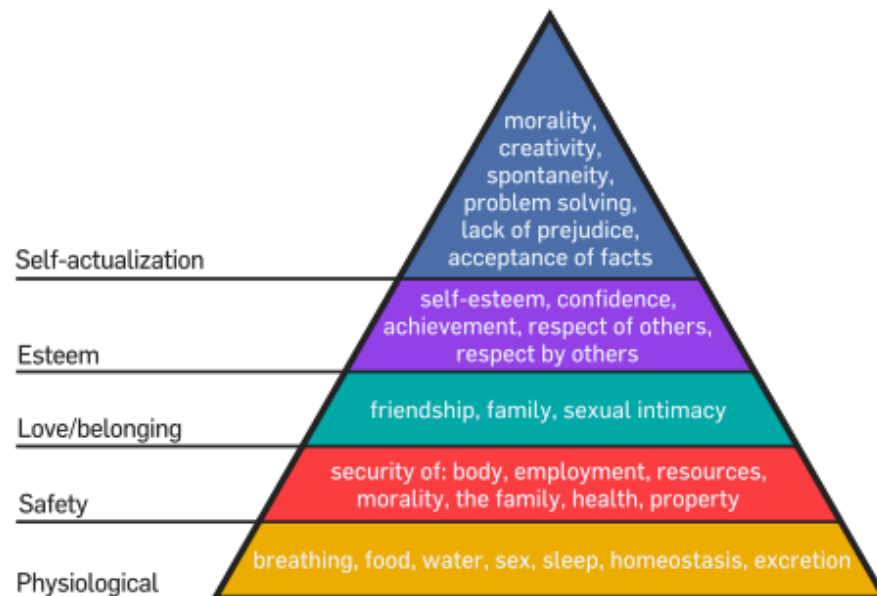 morality,
creativity,
spontaneity,
problem solving,
lack of prejudice,
acceptance of facts
Self-actualization
self-esteem, confidence,
achievement, respect of others,
respect by others
Esteem
friendship, family, sexual intimacy
Love/belonging
security of: body, employment, resources,
morality, the family, health, property
Safety
breathing, food, water, sex, sleep, homeostasis, excretion
Physiological